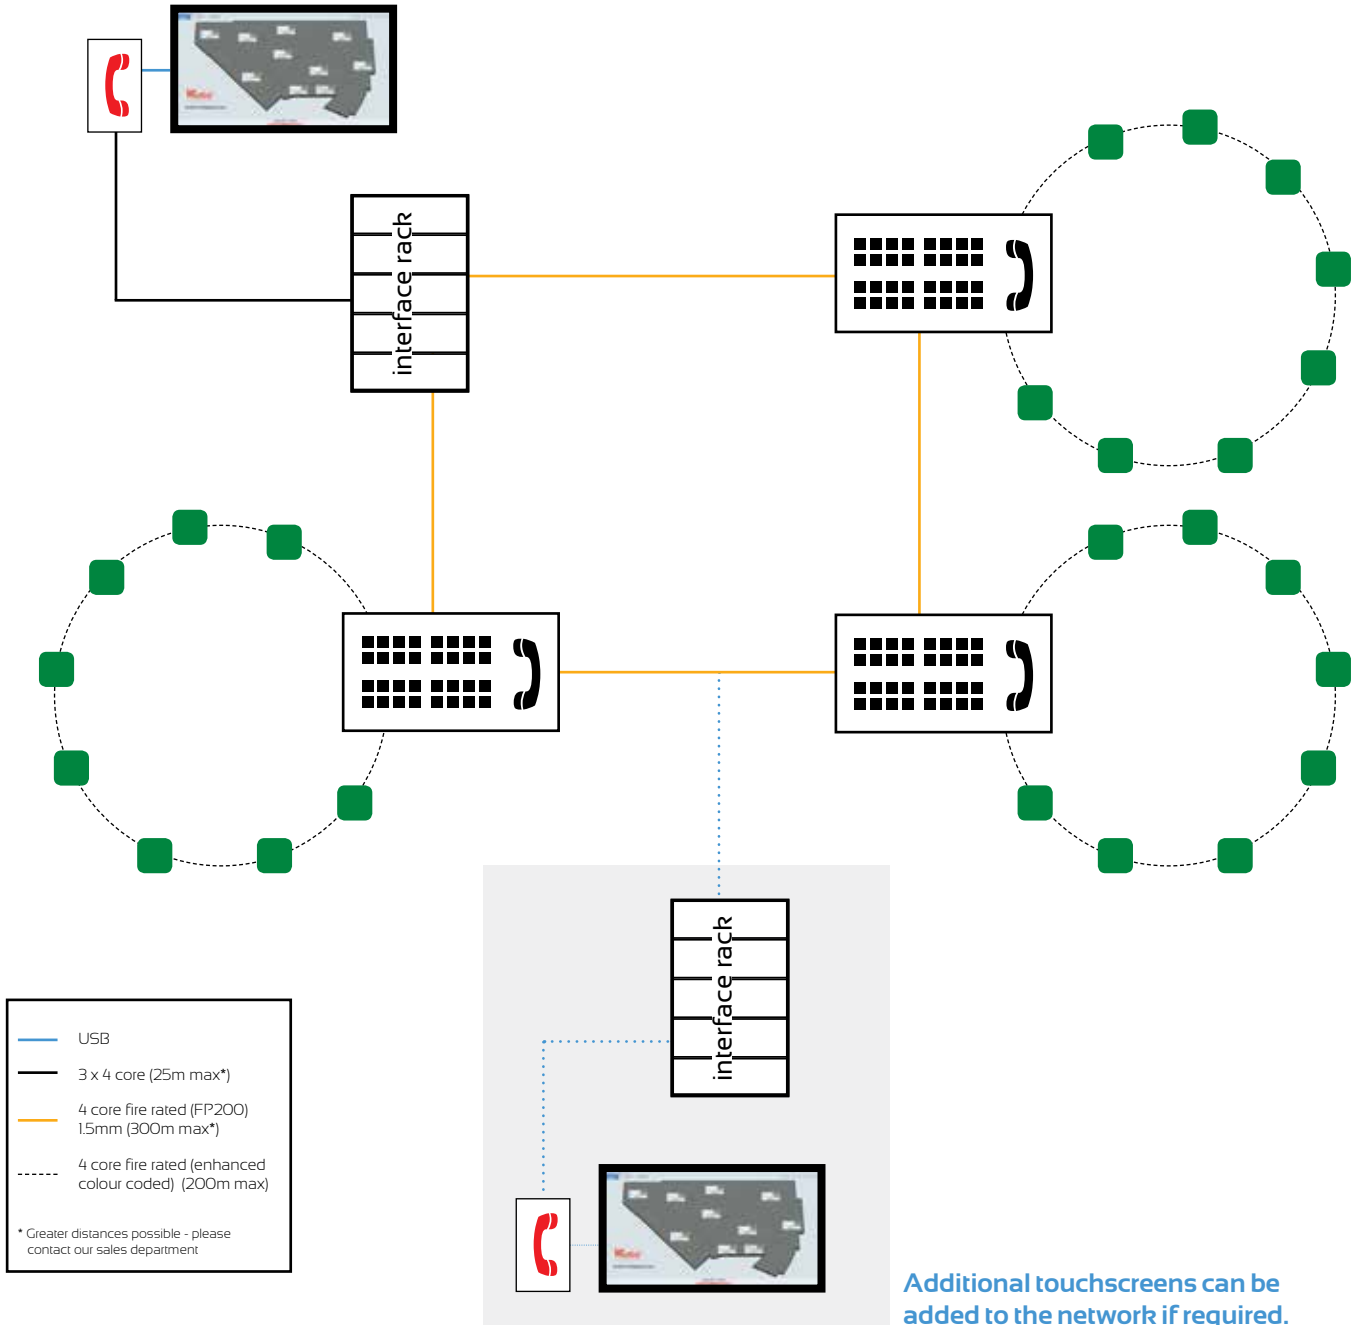 interface rack
interface rack
USB
3 x 4 core (25m max*)
4 core fire rated (FP200)
1.5mm (300m max*)
4 core fire rated (enhanced
colour coded) (200m max)
* Greater distances possible - please
contact our sales department
Additional touchscreens can be
added to the network if required.